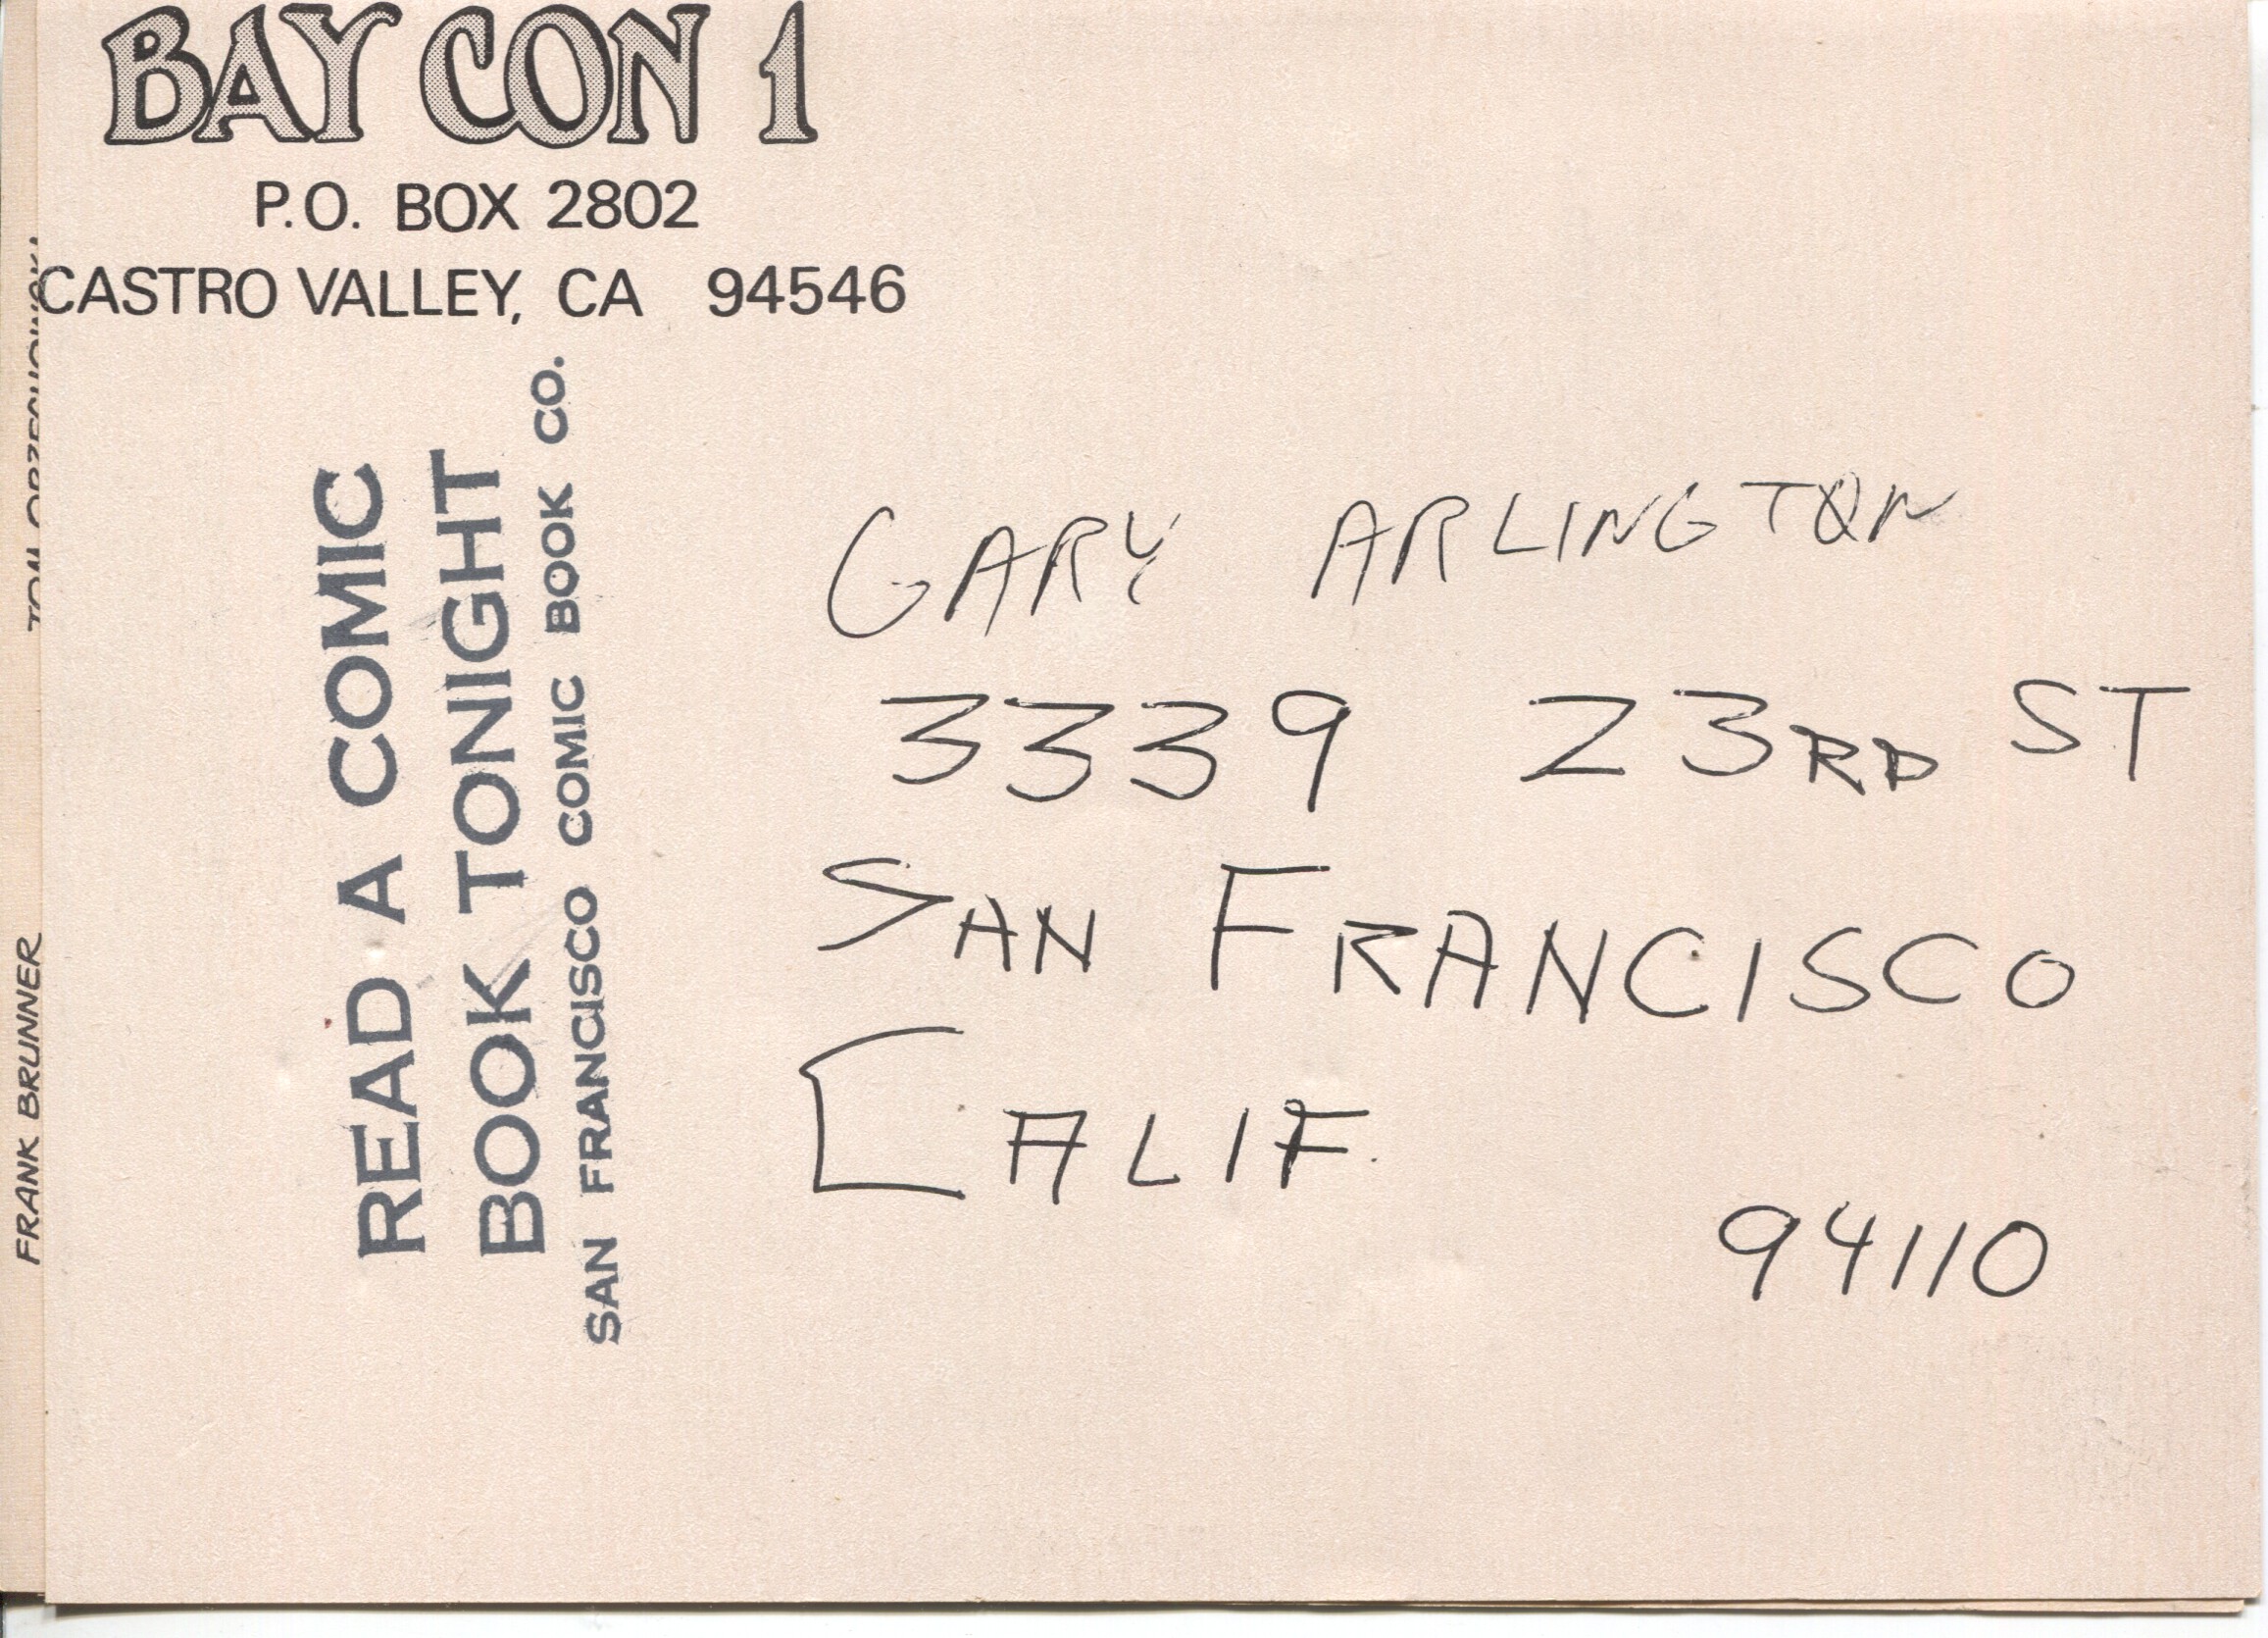 BAY CON 1
P.O. BOX 2802
CASTRO VALLEY, CA 94546
READ A COMIC
BOOK TONIGHT
SAN FRANCISCO COMIC BOOK CO.
GARY ARLINGTON
3339 23RD ST
SAN FRANCISCO
CALIF.
94110
FRANK BRUNNER